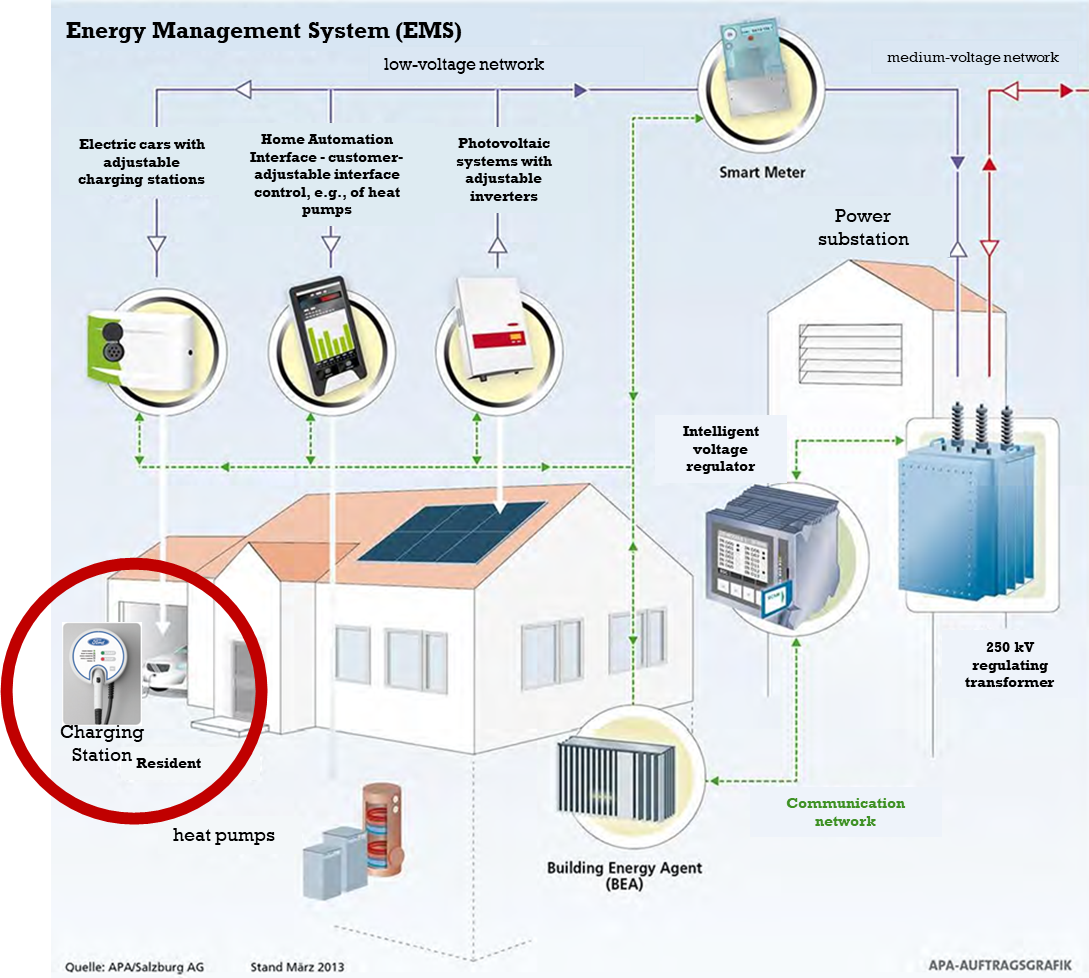 Energy Management System (EMS)
low-voltage network
medium-voltage network
Electric cars with
adjustable
charging stations
Home Automation
Interface - customer-
adjustable interface
control, e.g., of heat
pumps
Photovoltaic
systems with
adjustable
inverters
Smart Meter
Power
substation
Intelligent
voltage
regulator
250 kV
regulating
transformer
Ford
Charging
Station
Resident
heat pumps
Communication
network
Building Energy Agent
(BEA)
Quelle: APA/Salzburg AG
Stand März 2013
APA-AUFTRAGSGRAFIK